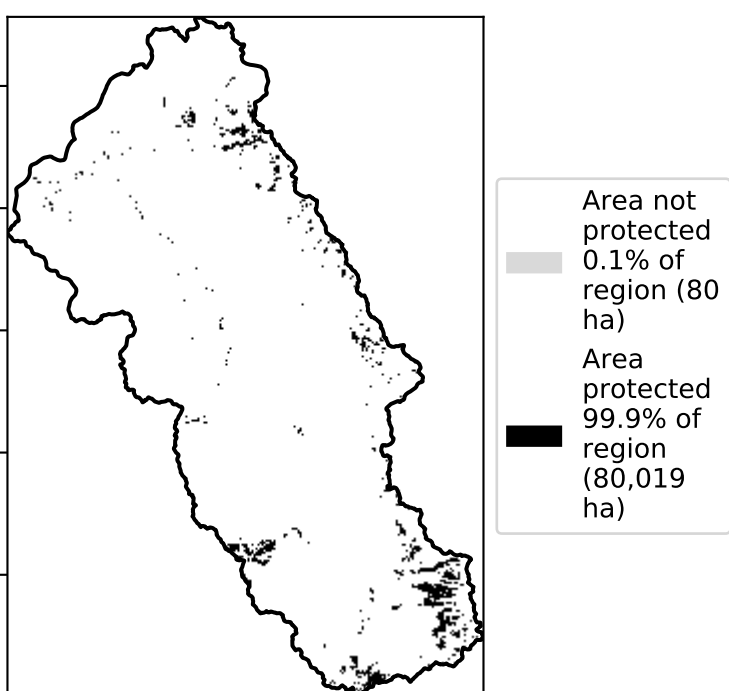 Area not
protected
0.1% of
region (80
ha)
Area
protected
99.9% of
region
(80,019
ha)